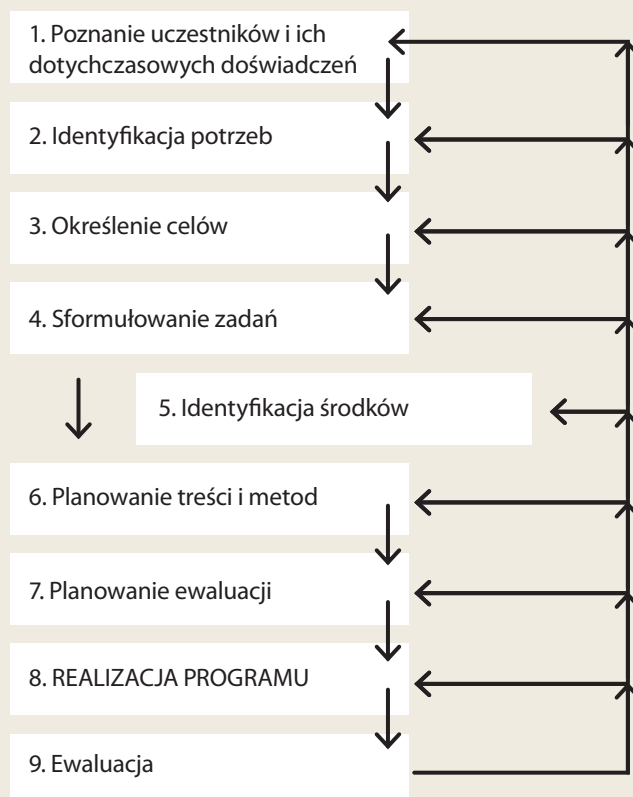 1. Poznanie uczestników i ich
dotychczasowych doświadczeń
2. Identyfikacja potrzeb
3. Określenie celów
4. Sformułowanie zadań
5. Identyfikacja środków
6. Planowanie treści i metod
7. Planowanie ewaluacji
8. REALIZACJA PROGRAMU
9. Ewaluacja